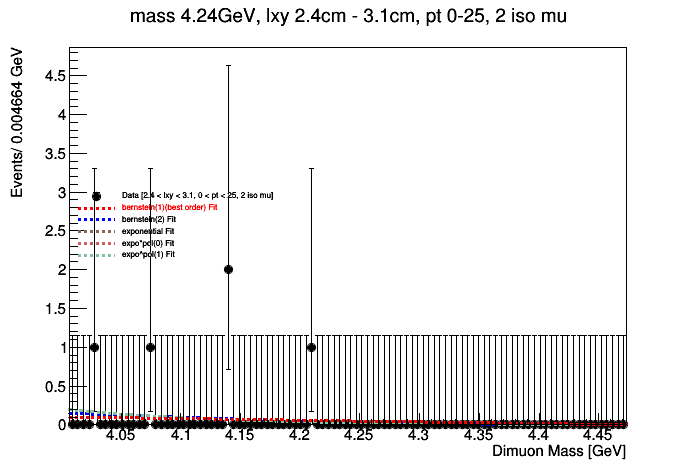 mass 4.24GeV, lxy 2.4cm - 3.1cm, pt 0-25, 2 iso mu
Events/ 0.004664 GeV
4.5
4
3.5
3
2.5
2
1.5
1
0.5
0
Data [2.4 < lxy < 3.1, 0 < pt < 25, 2 iso mu]
bernstein(1)(best order) Fit
bernstein(2) Fit
exponential Fit
expo*pol(0) Fit
expo*pol(1) Fit
4.05 4.1 4.15 4.2 4.25 4.3 4.35 4.4 4.45
Dimuon Mass [GeV]